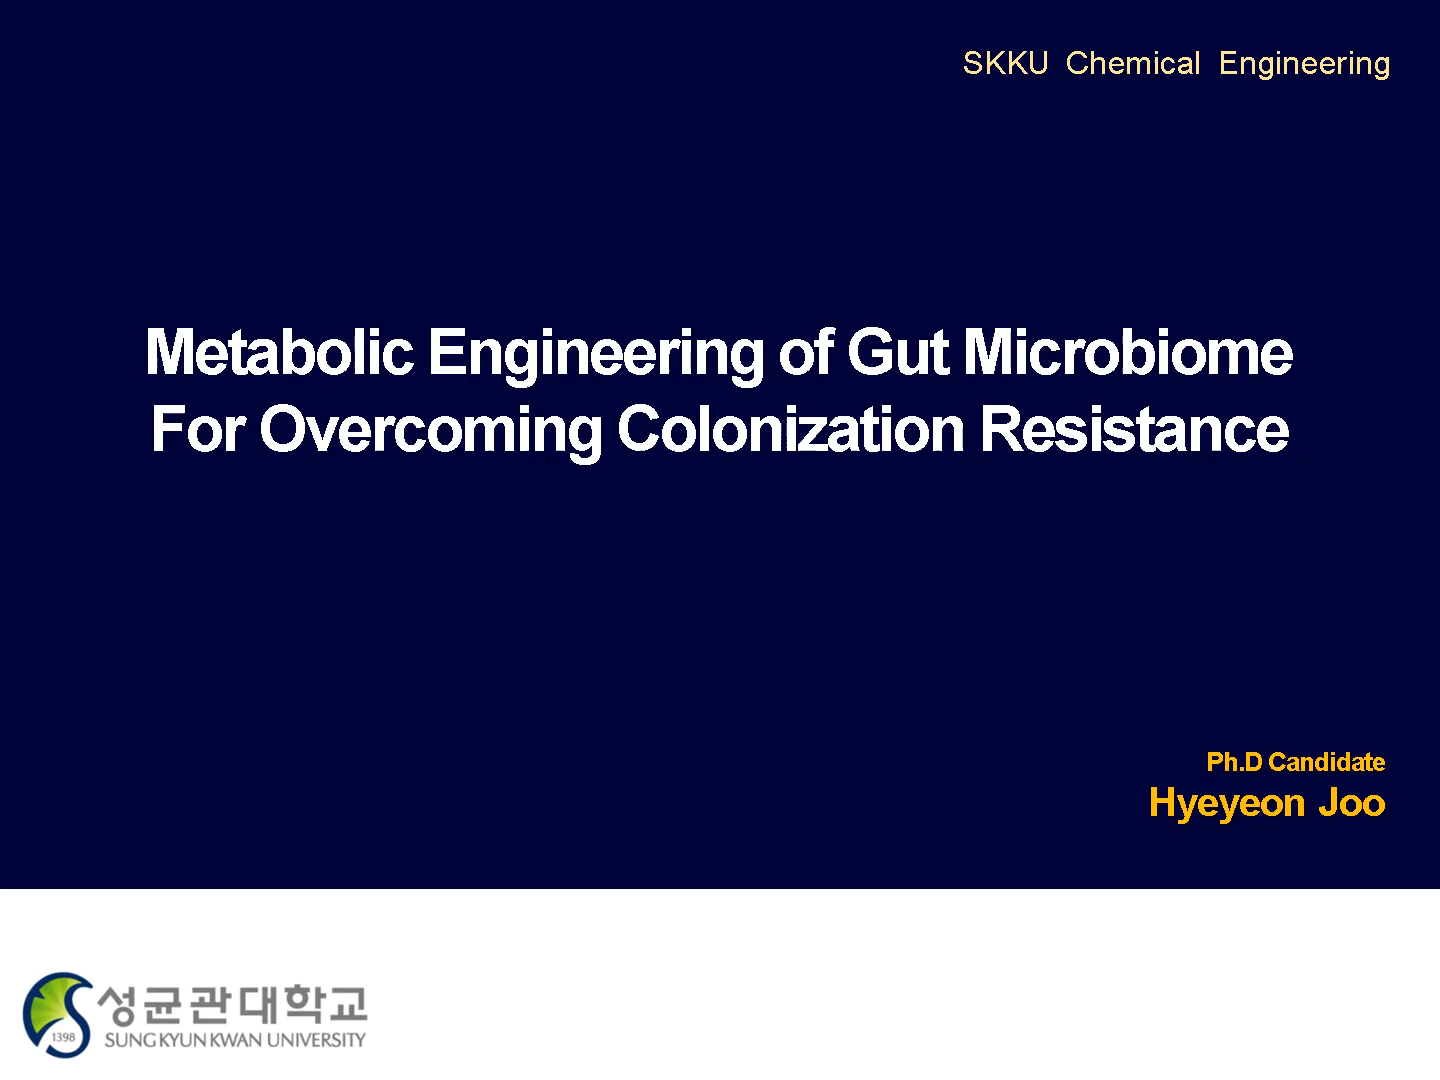 SKKU Chemical Engineering
Metabolic Engineering of Gut Microbiome
For Overcoming Colonization Resistance
Ph.D Candidate
Hyeyeon Joo
1398
성균관대학교
SUNG KYUN KWAN UNIVERSITY